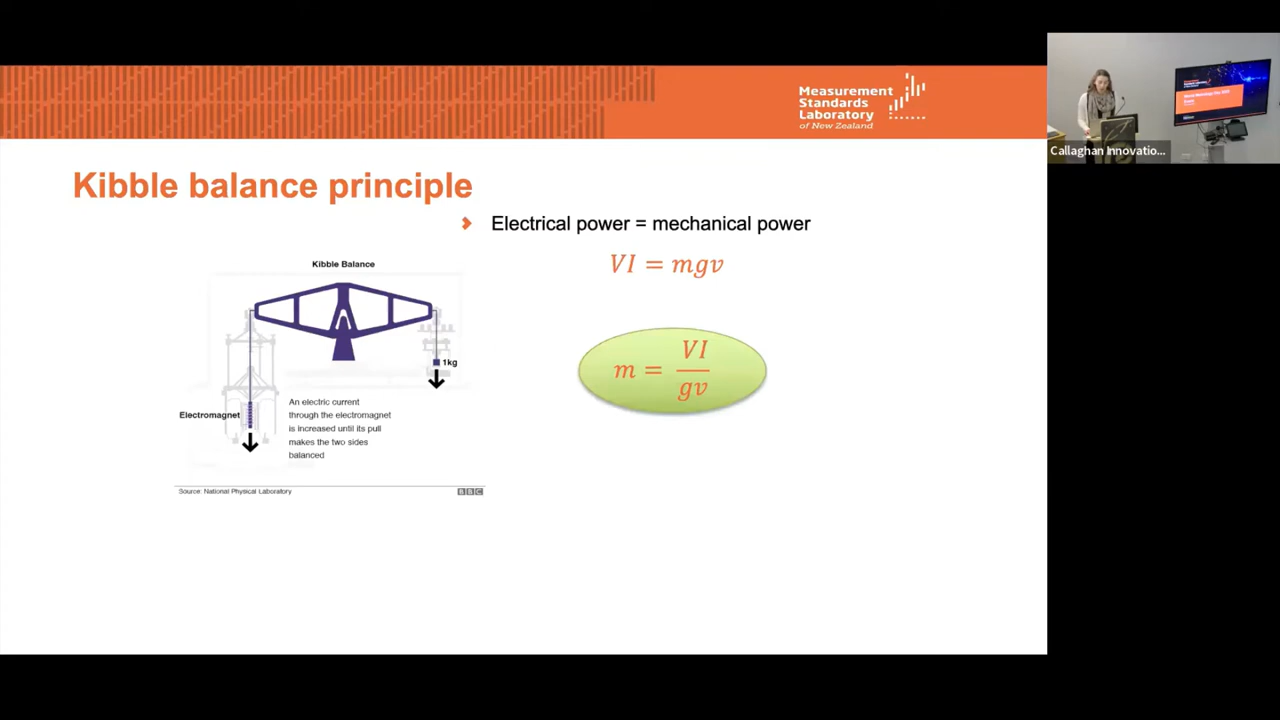 Measurement
Standards
Laboratory
of New Zealand
Callaghan Innovatio...
Kibble balance principle
Electrical power = mechanical power
VI = mgv
m = VI / gv
Kibble Balance
1kg
Electromagnet
An electric current
through the electromagnet
is increased until its pull
makes the two sides
balanced
Source: National Physical Laboratory
BBC